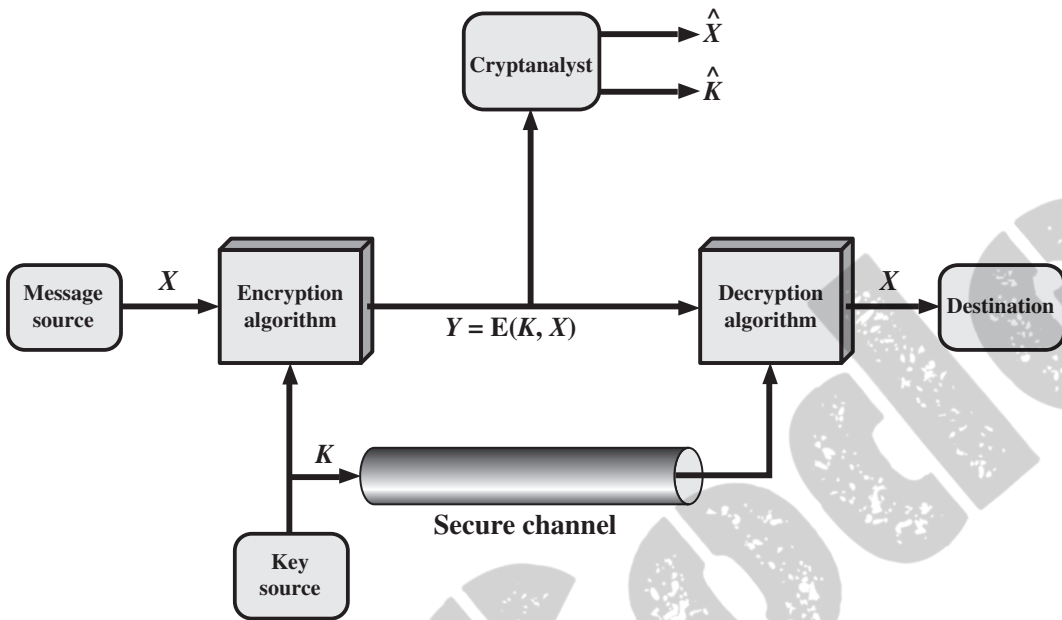 X̂
Cryptanalyst
K̂
X
X
Message
source
Encryption
algorithm
Decryption
algorithm
Destination
Y = E(K, X)
K
Secure channel
Key
source